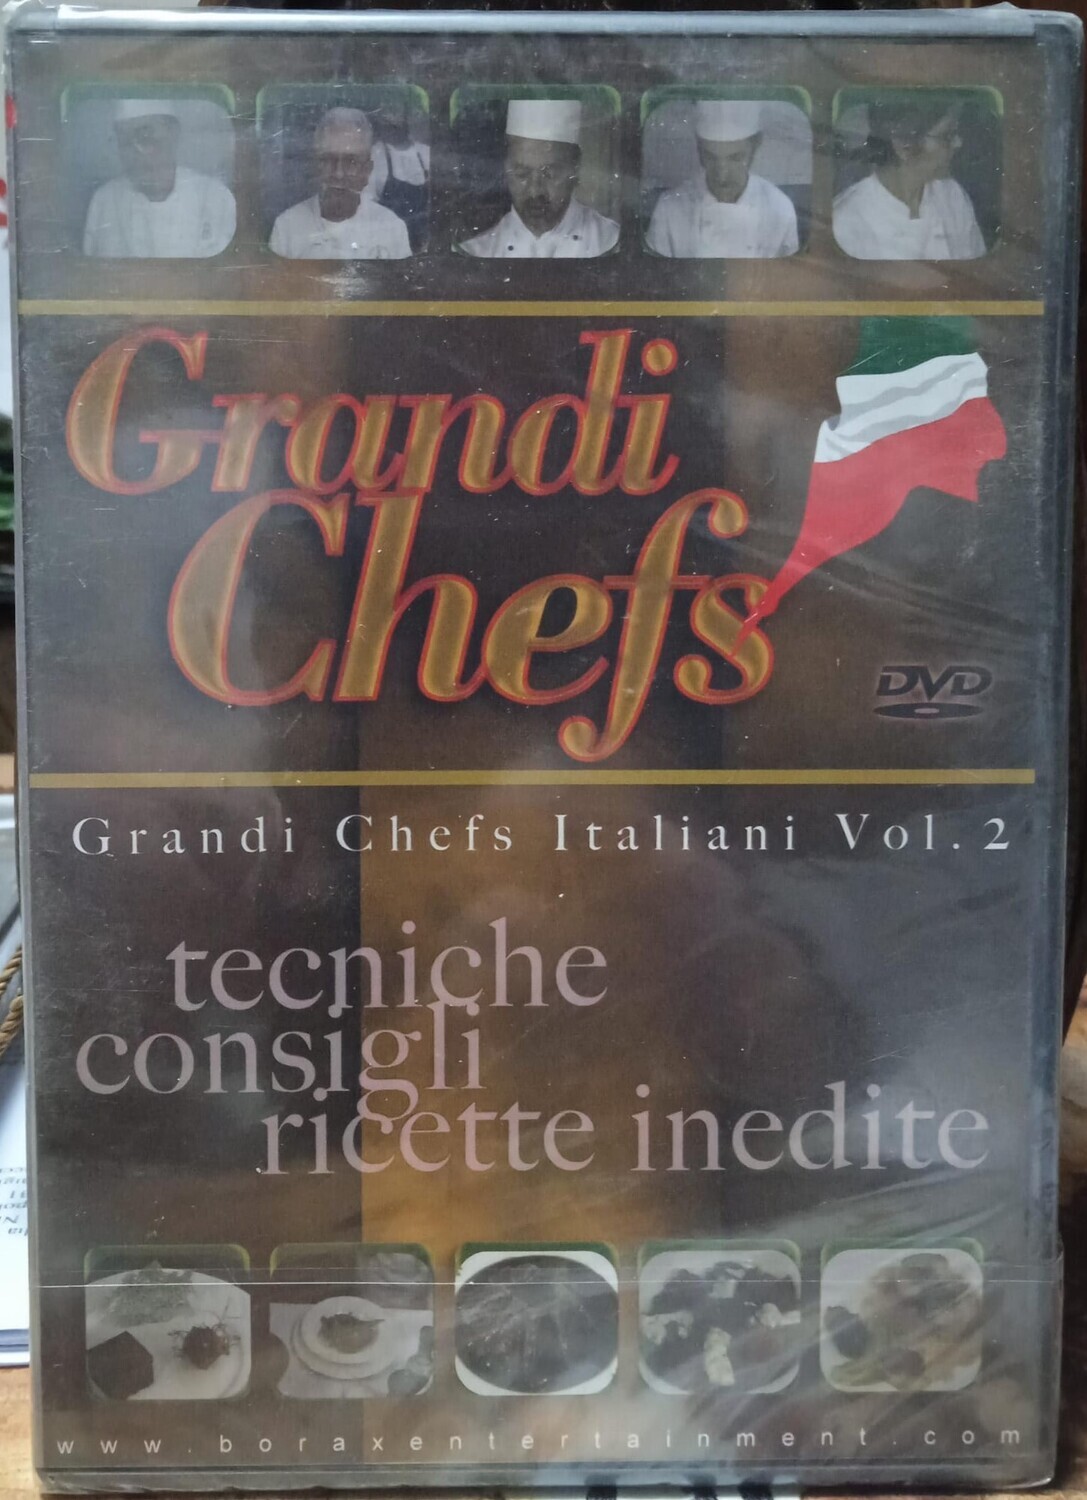 Grandi
Chefs
DVD
Grandi Chefs Italiani Vol. 2
tecniche
consigli
ricette inedite
www.boraxentertainment.com